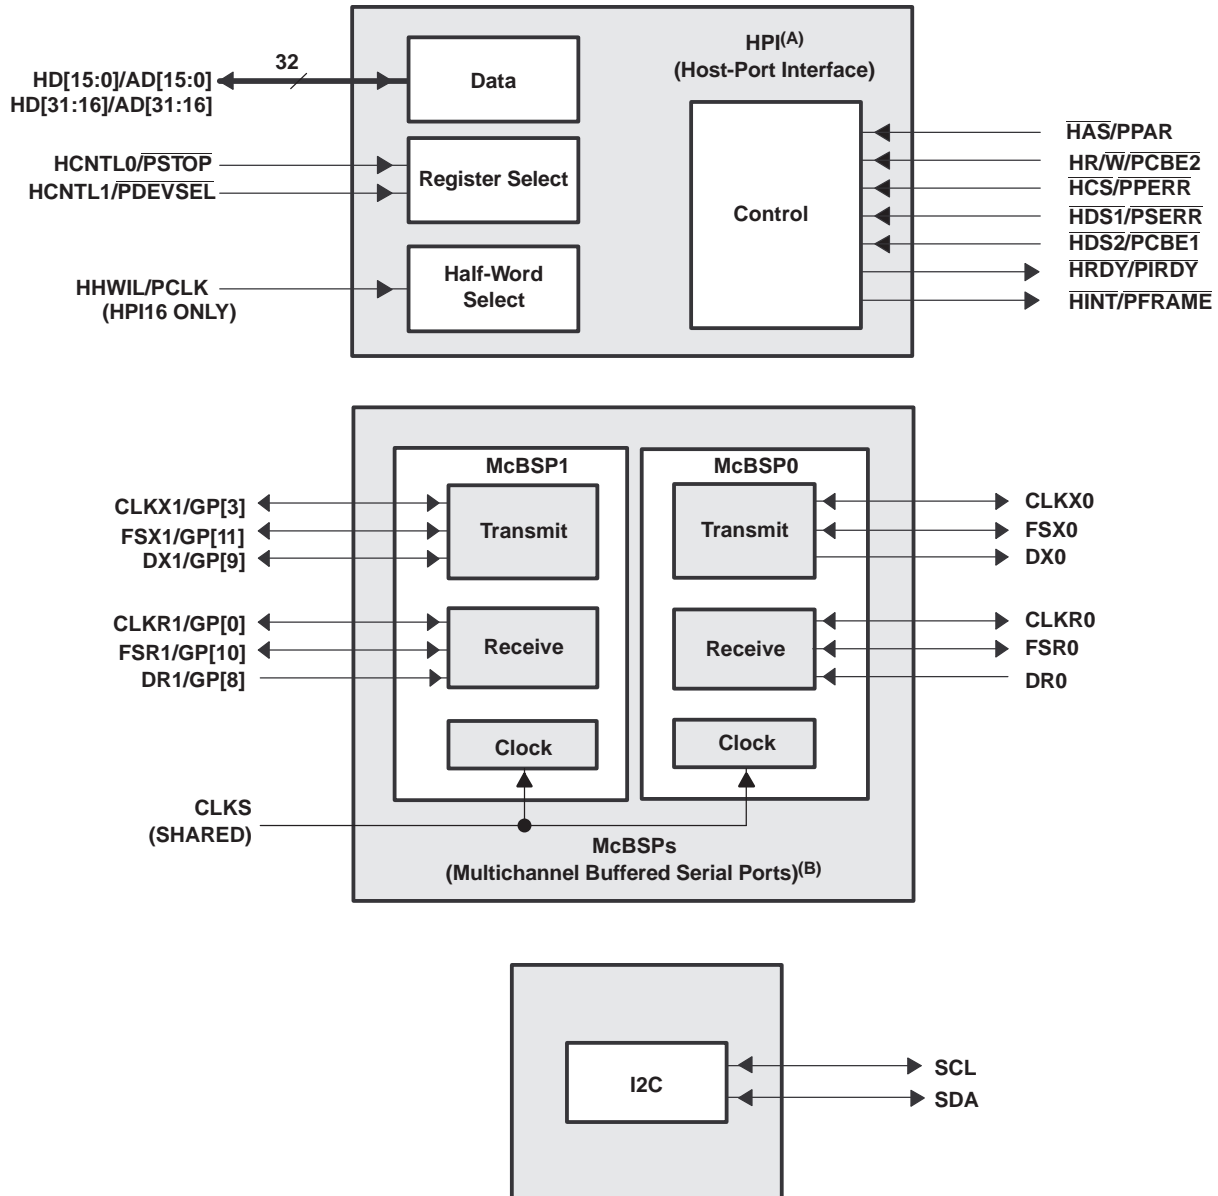 32
HD[15:0]/AD[15:0]
HD[31:16]/AD[31:16]
Data
HPI(A)
(Host-Port Interface)
HCNTL0/PSTOP
HCNTL1/PDEVSEL
Register Select
HHWIL/PCLK
(HPI16 ONLY)
Half-Word
Select
Control
HAS/PPAR
HR/W/PCBE2
HCS/PPERR
HDS1/PSERR
HDS2/PCBE1
HRDY/PIRDY
HINT/PFRAME
McBSP1
McBSP0
CLKX1/GP[3]
FSX1/GP[11]
DX1/GP[9]
Transmit
Transmit
CLKX0
FSX0
DX0
CLKR1/GP[0]
FSR1/GP[10]
DR1/GP[8]
Receive
Receive
CLKR0
FSR0
DR0
Clock
Clock
CLKS
(SHARED)
McBSPs
(Multichannel Buffered Serial Ports)(B)
I2C
SCL
SDA